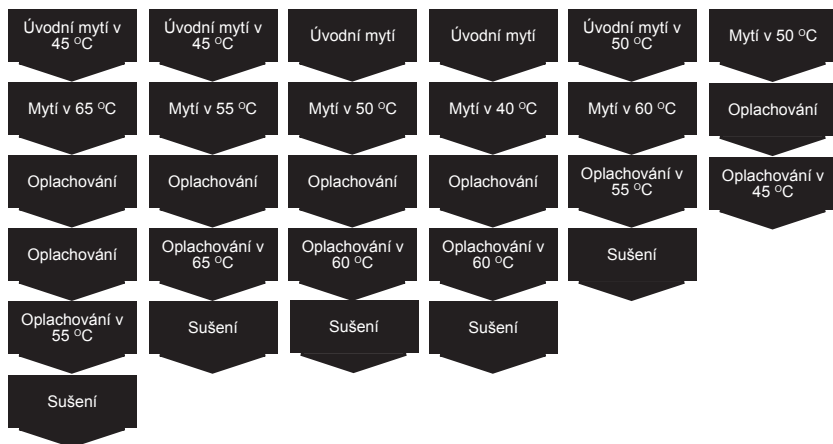 Úvodní mytí v
45 °C
Mytí v 65 °C
Oplachování
Oplachování
Oplachování v
55 °C
Sušení
Úvodní mytí v
45 °C
Mytí v 55 °C
Oplachování
Oplachování v
65 °C
Sušení
Úvodní mytí
Mytí v 50 °C
Oplachování
Oplachování v
60 °C
Sušení
Úvodní mytí
Mytí v 40 °C
Oplachování
Oplachování v
60 °C
Sušení
Úvodní mytí v
50 °C
Mytí v 60 °C
Oplachování v
55 °C
Sušení
Mytí v 50 °C
Oplachování
Oplachování v
45 °C